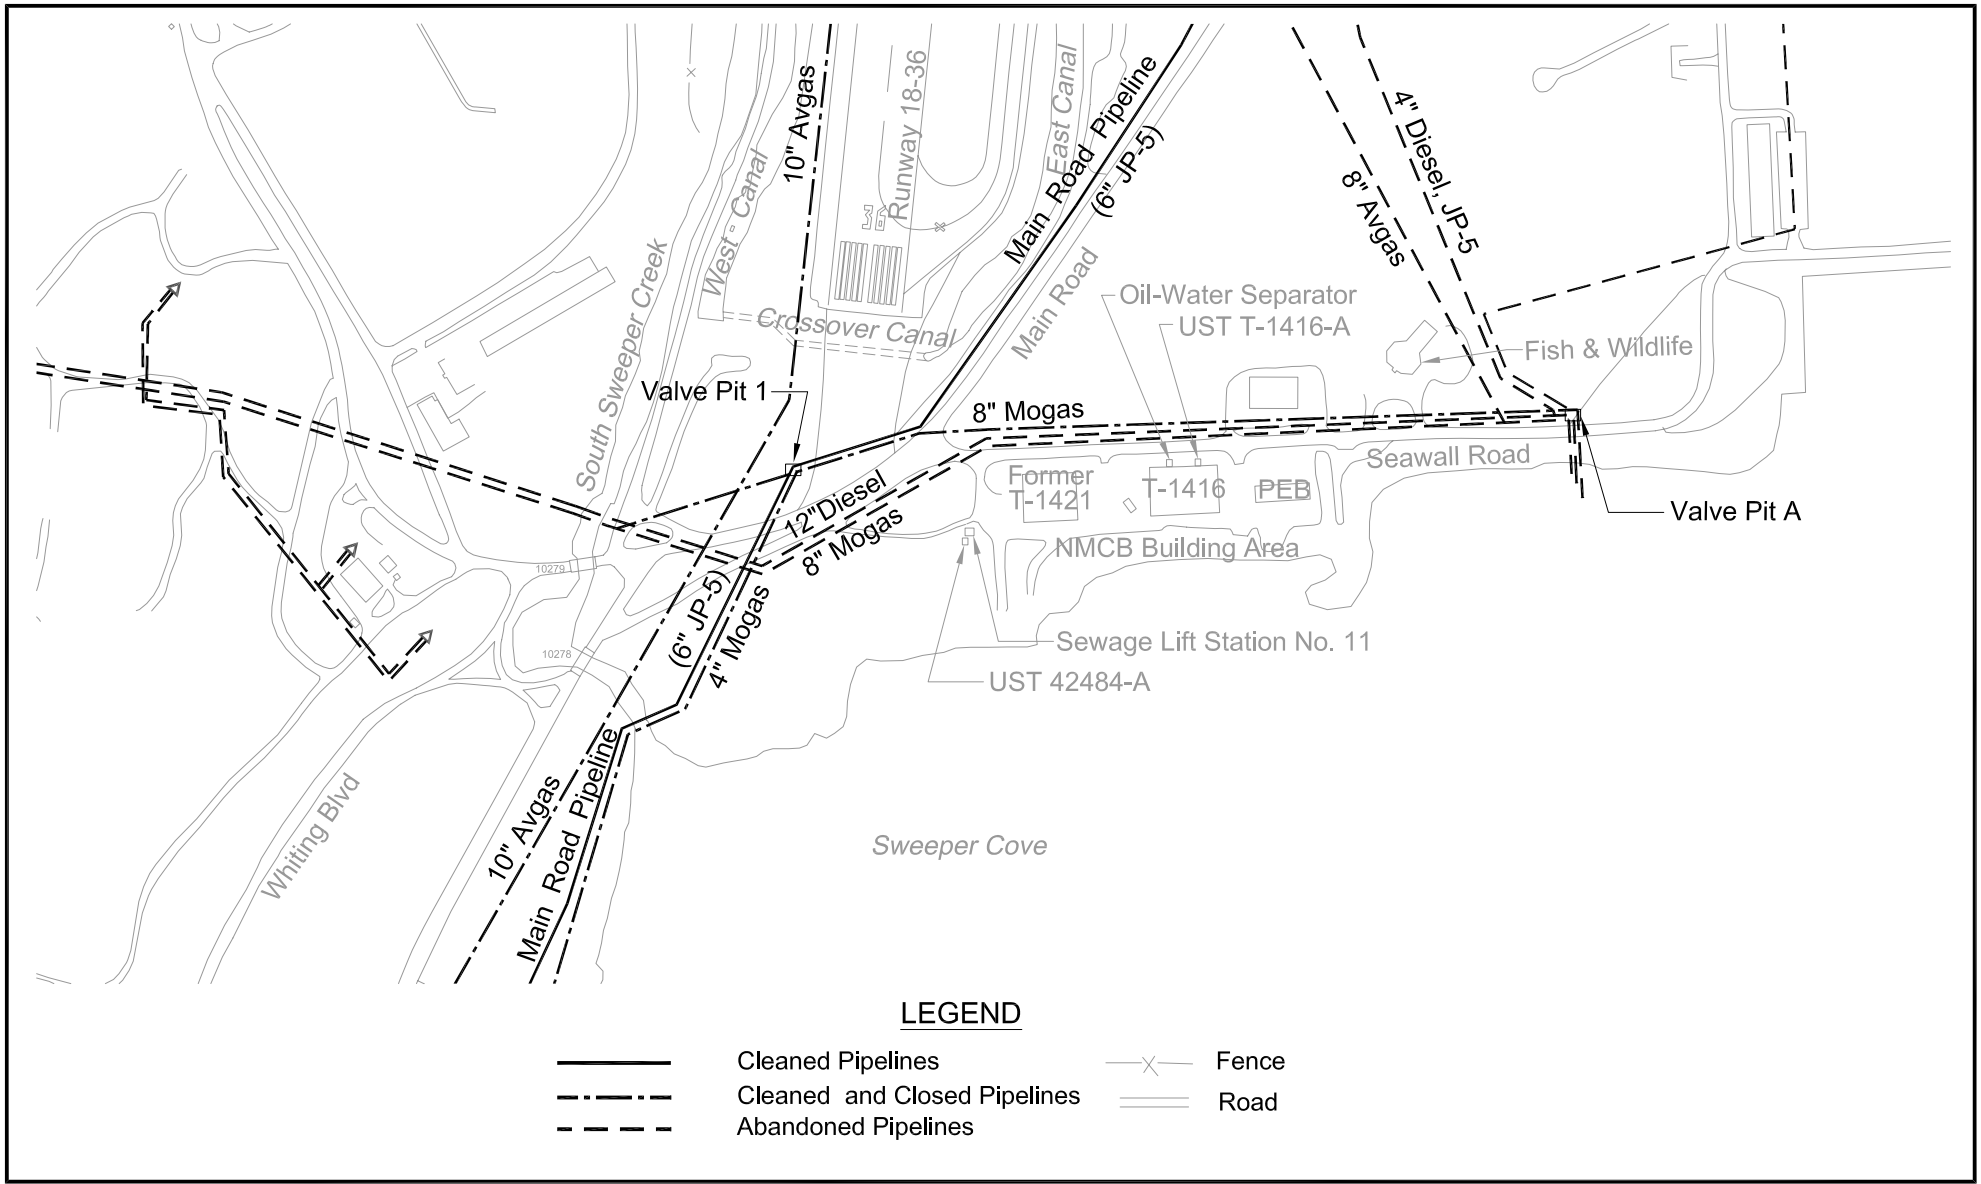 10" Avgas
Runway 18-36
36
East Canal
Main Road Pipeline
(6" JP-5)
4" Diesel, JP-5
8" Avgas
West - Canal
South Sweeper Creek
Crossover Canal
Main Road
Oil-Water Separator
UST T-1416-A
Fish & Wildlife
Valve Pit 1
8" Mogas
Seawall Road
Former
T-1421
T-1416
PEB
Valve Pit A
12"Diesel
8" Mogas
NMCB Building Area
10279
(6" JP-5)
4" Mogas
10278
Sewage Lift Station No. 11
UST 42484-A
Whiting Blvd
10" Avgas
Main Road Pipeline
Sweeper Cove
LEGEND
Cleaned Pipelines
Cleaned and Closed Pipelines
Abandoned Pipelines
Fence
Road